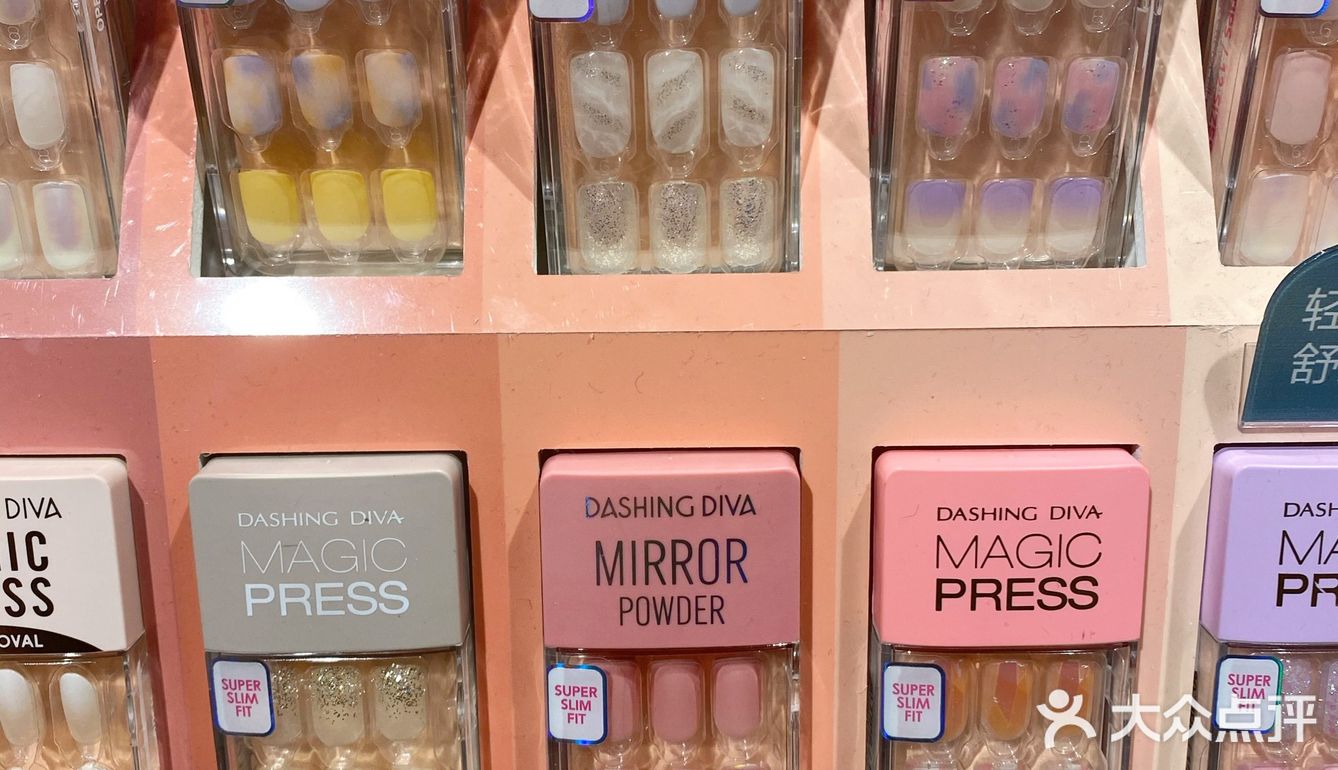 轻
舒
DIVA
IC
SS
OVAL
DASHING DIVA
MAGIC
PRESS
SUPER
SLIM
FIT
DASHING DIVA
MIRROR
POWDER
SUPER
SLIM
FIT
DASHING DIVA
MAGIC
PRESS
SUPER
SLIM
FIT
DASH
MA
PR
SUPER
SLIM
FIT
大众点评